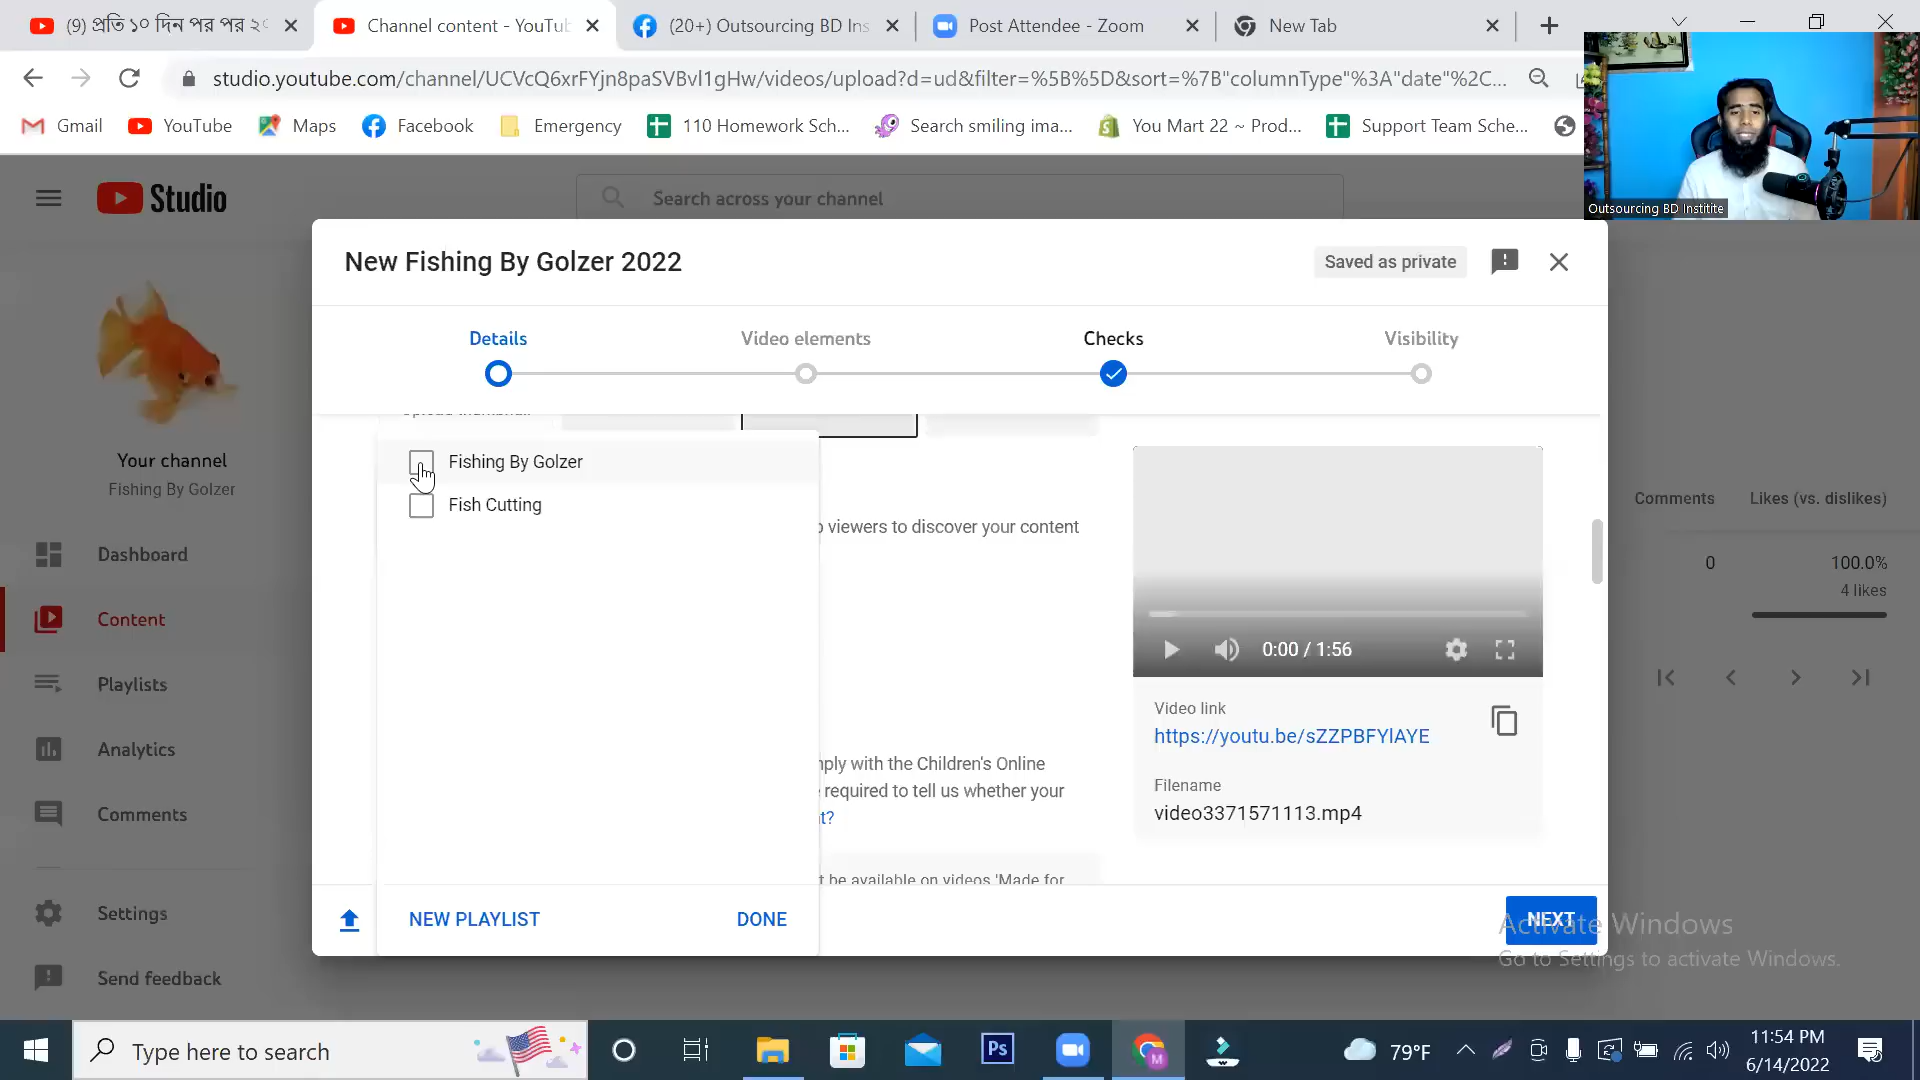 (9) প্রতি ১০ দিন পর পর ২৫
Channel content - YouTub
(20+) Outsourcing BD Ins
Post Attendee - Zoom
New Tab
studio.youtube.com/channel/UCVcQ6xrFYjn8paSVBvl1gHw/videos/upload?d=ud&filter=%5B%5D&sort=%7B"columnType"%3A"date"%2C...
Gmail
YouTube
Maps
Facebook
Emergency
110 Homework Sch...
Search smiling ima...
You Mart 22 ~ Prod...
Support Team Sche...
Outsourcing BD Institite
Studio
Search across your channel
New Fishing By Golzer 2022
Saved as private
Details
Video elements
Checks
Visibility
Your channel
Fishing By Golzer
Dashboard
Content
Playlists
Analytics
Comments
Settings
Send feedback
Fishing By Golzer
Fish Cutting
viewers to discover your content
with the Children's Online
required to tell us whether your
NEW PLAYLIST
DONE
0:00 / 1:56
Video link
https://youtu.be/sZZPBFYlAYE
Filename
video3371571113.mp4
be available on videos 'Made for
NEXT
Comments
Likes (vs. dislikes)
0
100.0%
4 likes
Activate Windows
Go to Settings to activate Windows.
Type here to search
Ps
M
79°F
11:54 PM
6/14/2022